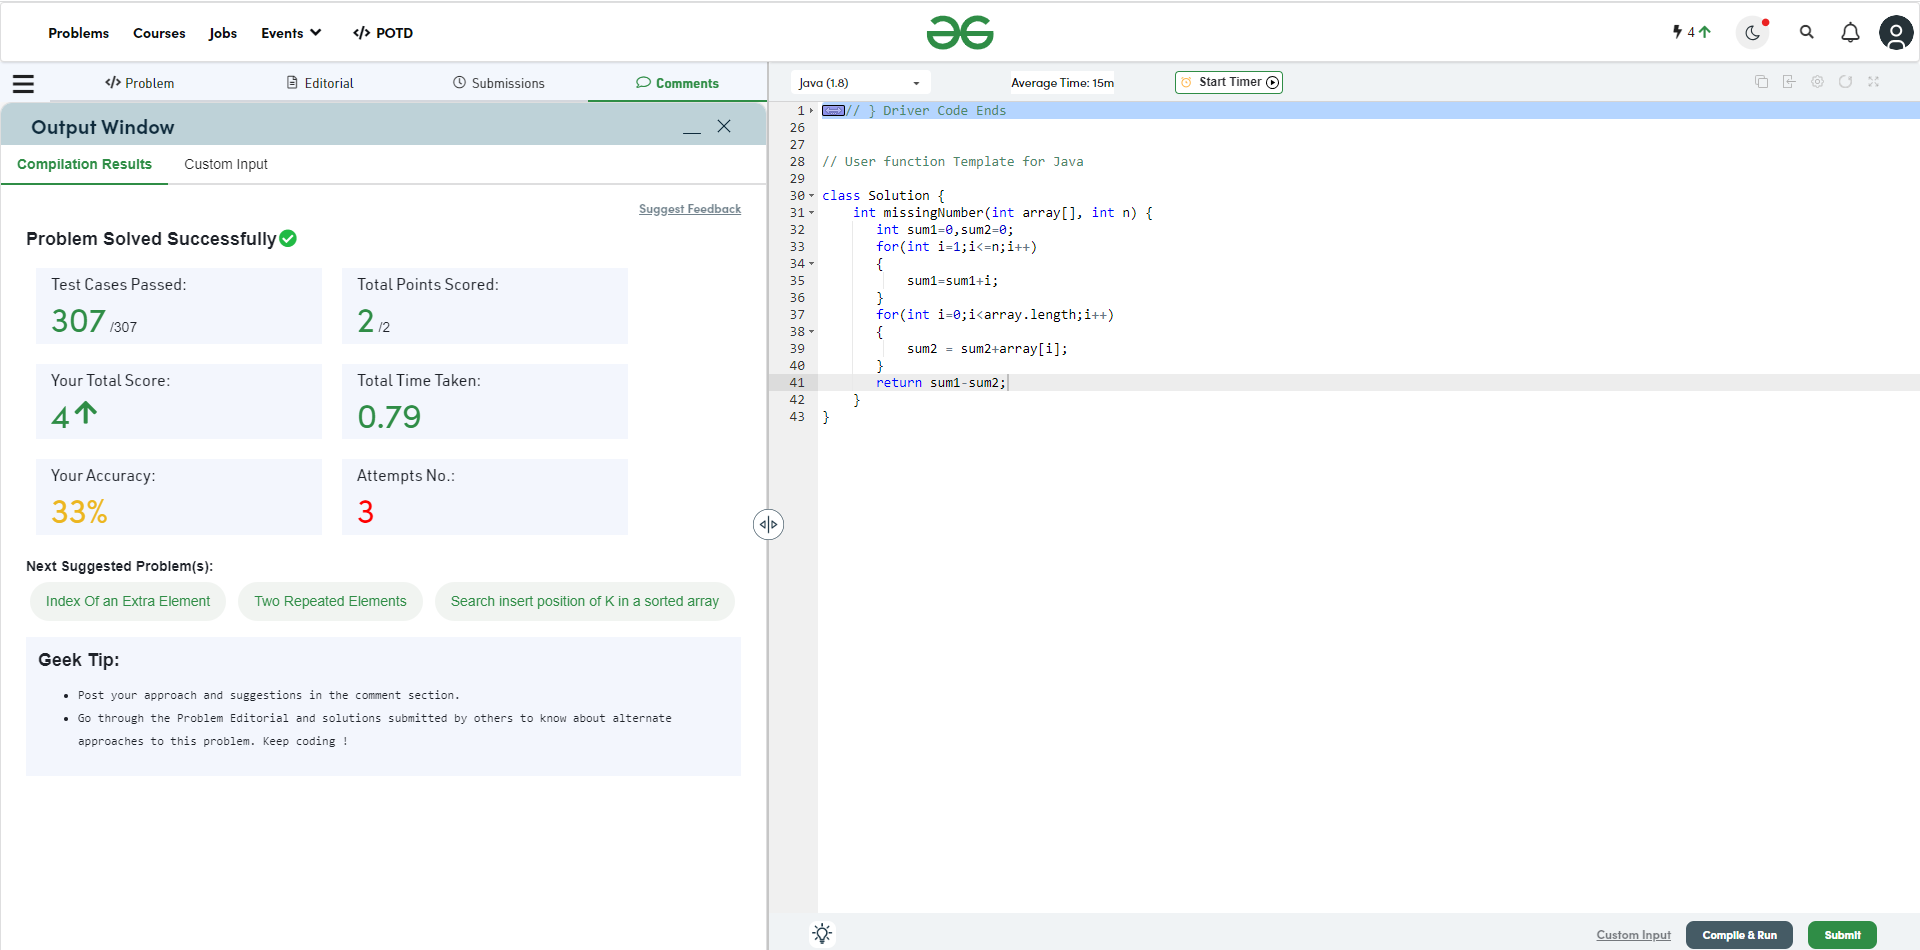 Problems Courses Jobs Events </> POTD
4
</> Problem Editorial Submissions Comments
Output Window
Compilation Results Custom Input
Suggest Feedback
Problem Solved Successfully
Test Cases Passed:
307 /307
Total Points Scored:
2 /2
Your Total Score:
4
Total Time Taken:
0.79
Your Accuracy:
33%
Attempts No.:
3
Next Suggested Problem(s):
Index Of an Extra Element Two Repeated Elements Search insert position of K in a sorted array
Geek Tip:
• Post your approach and suggestions in the comment section.
• Go through the Problem Editorial and solutions submitted by others to know about alternate
approaches to this problem. Keep coding !
Java (1.8) Average Time: 15m Start Timer
1 // } Driver Code Ends
26
27
28 // User function Template for Java
29
30 class Solution {
31 int missingNumber(int array[], int n) {
32 int sum1=0,sum2=0;
33 for(int i=1;i<=n;i++)
34 {
35 sum1=sum1+i;
36 }
37 for(int i=0;i<array.length;i++)
38 {
39 sum2 = sum2+array[i];
40 }
41 return sum1-sum2;
42 }
43 }
Custom Input Compile & Run Submit